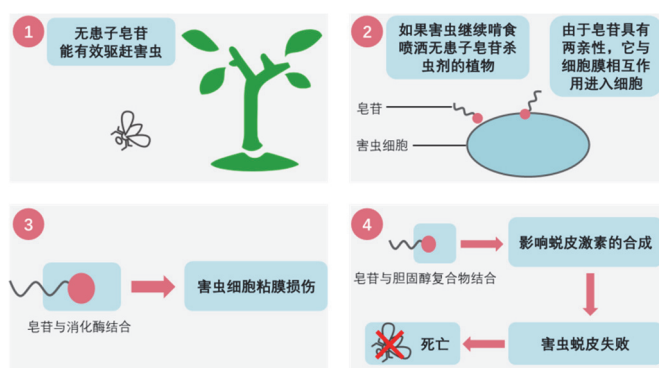 1
无患子皂苷
能有效驱赶害虫
2
如果害虫继续啃食
喷洒无患子皂苷杀
虫剂的植物
由于皂苷具有
两亲性，它与
细胞膜相互作
用进入细胞
皂苷
害虫细胞
3
害虫细胞粘膜损伤
皂苷与消化酶结合
4
影响蜕皮激素的合成
皂苷与胆固醇复合物结合
害虫蜕皮失败
死亡